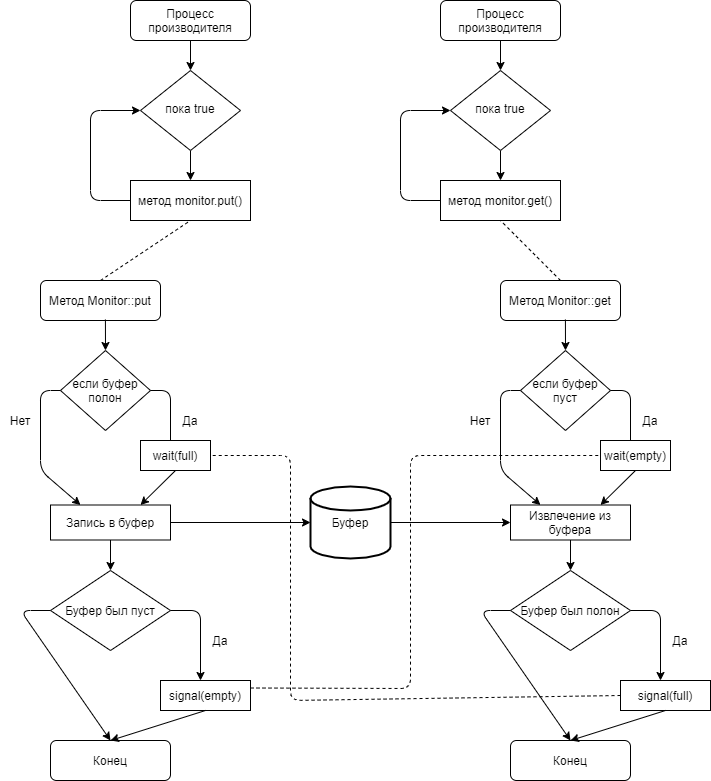 Процесс
производителя
пока true
метод monitor.put()
Метод Monitor::put
если буфер
полон
Нет
Да
wait(full)
Запись в буфер
Буфер был пуст
Да
signal(empty)
Конец
Буфер
Процесс
производителя
пока true
метод monitor.get()
Метод Monitor::get
если буфер
пуст
Нет
Да
wait(empty)
Извлечение из
буфера
Буфер был полон
Да
signal(full)
Конец